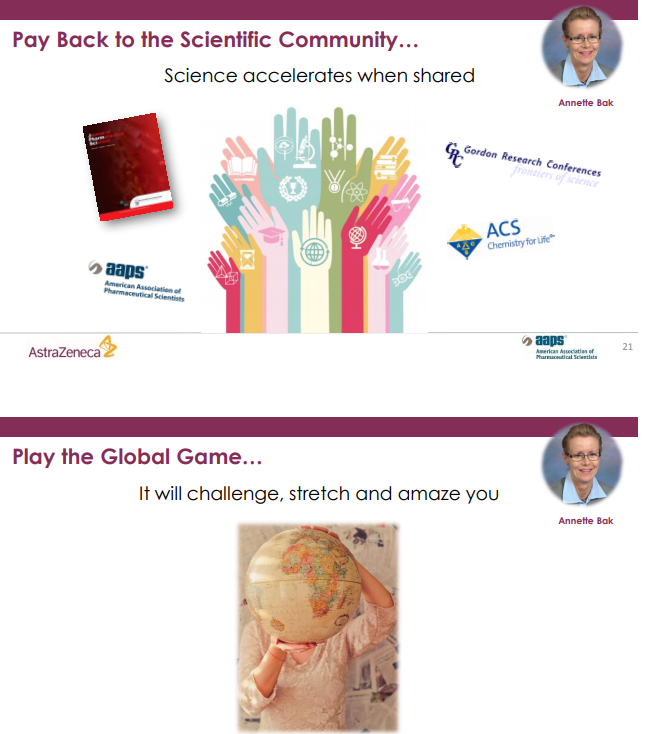 Pay Back to the Scientific Community…
Science accelerates when shared
Annette Bak
Gordon Research Conferences
frontiers of science
GRC
ACS
Chemistry for Life®
aaps®
American Association of
Pharmaceutical Scientists
AstraZeneca
aaps®
American Association of
Pharmaceutical Scientists
21
Play the Global Game…
It will challenge, stretch and amaze you
Annette Bak